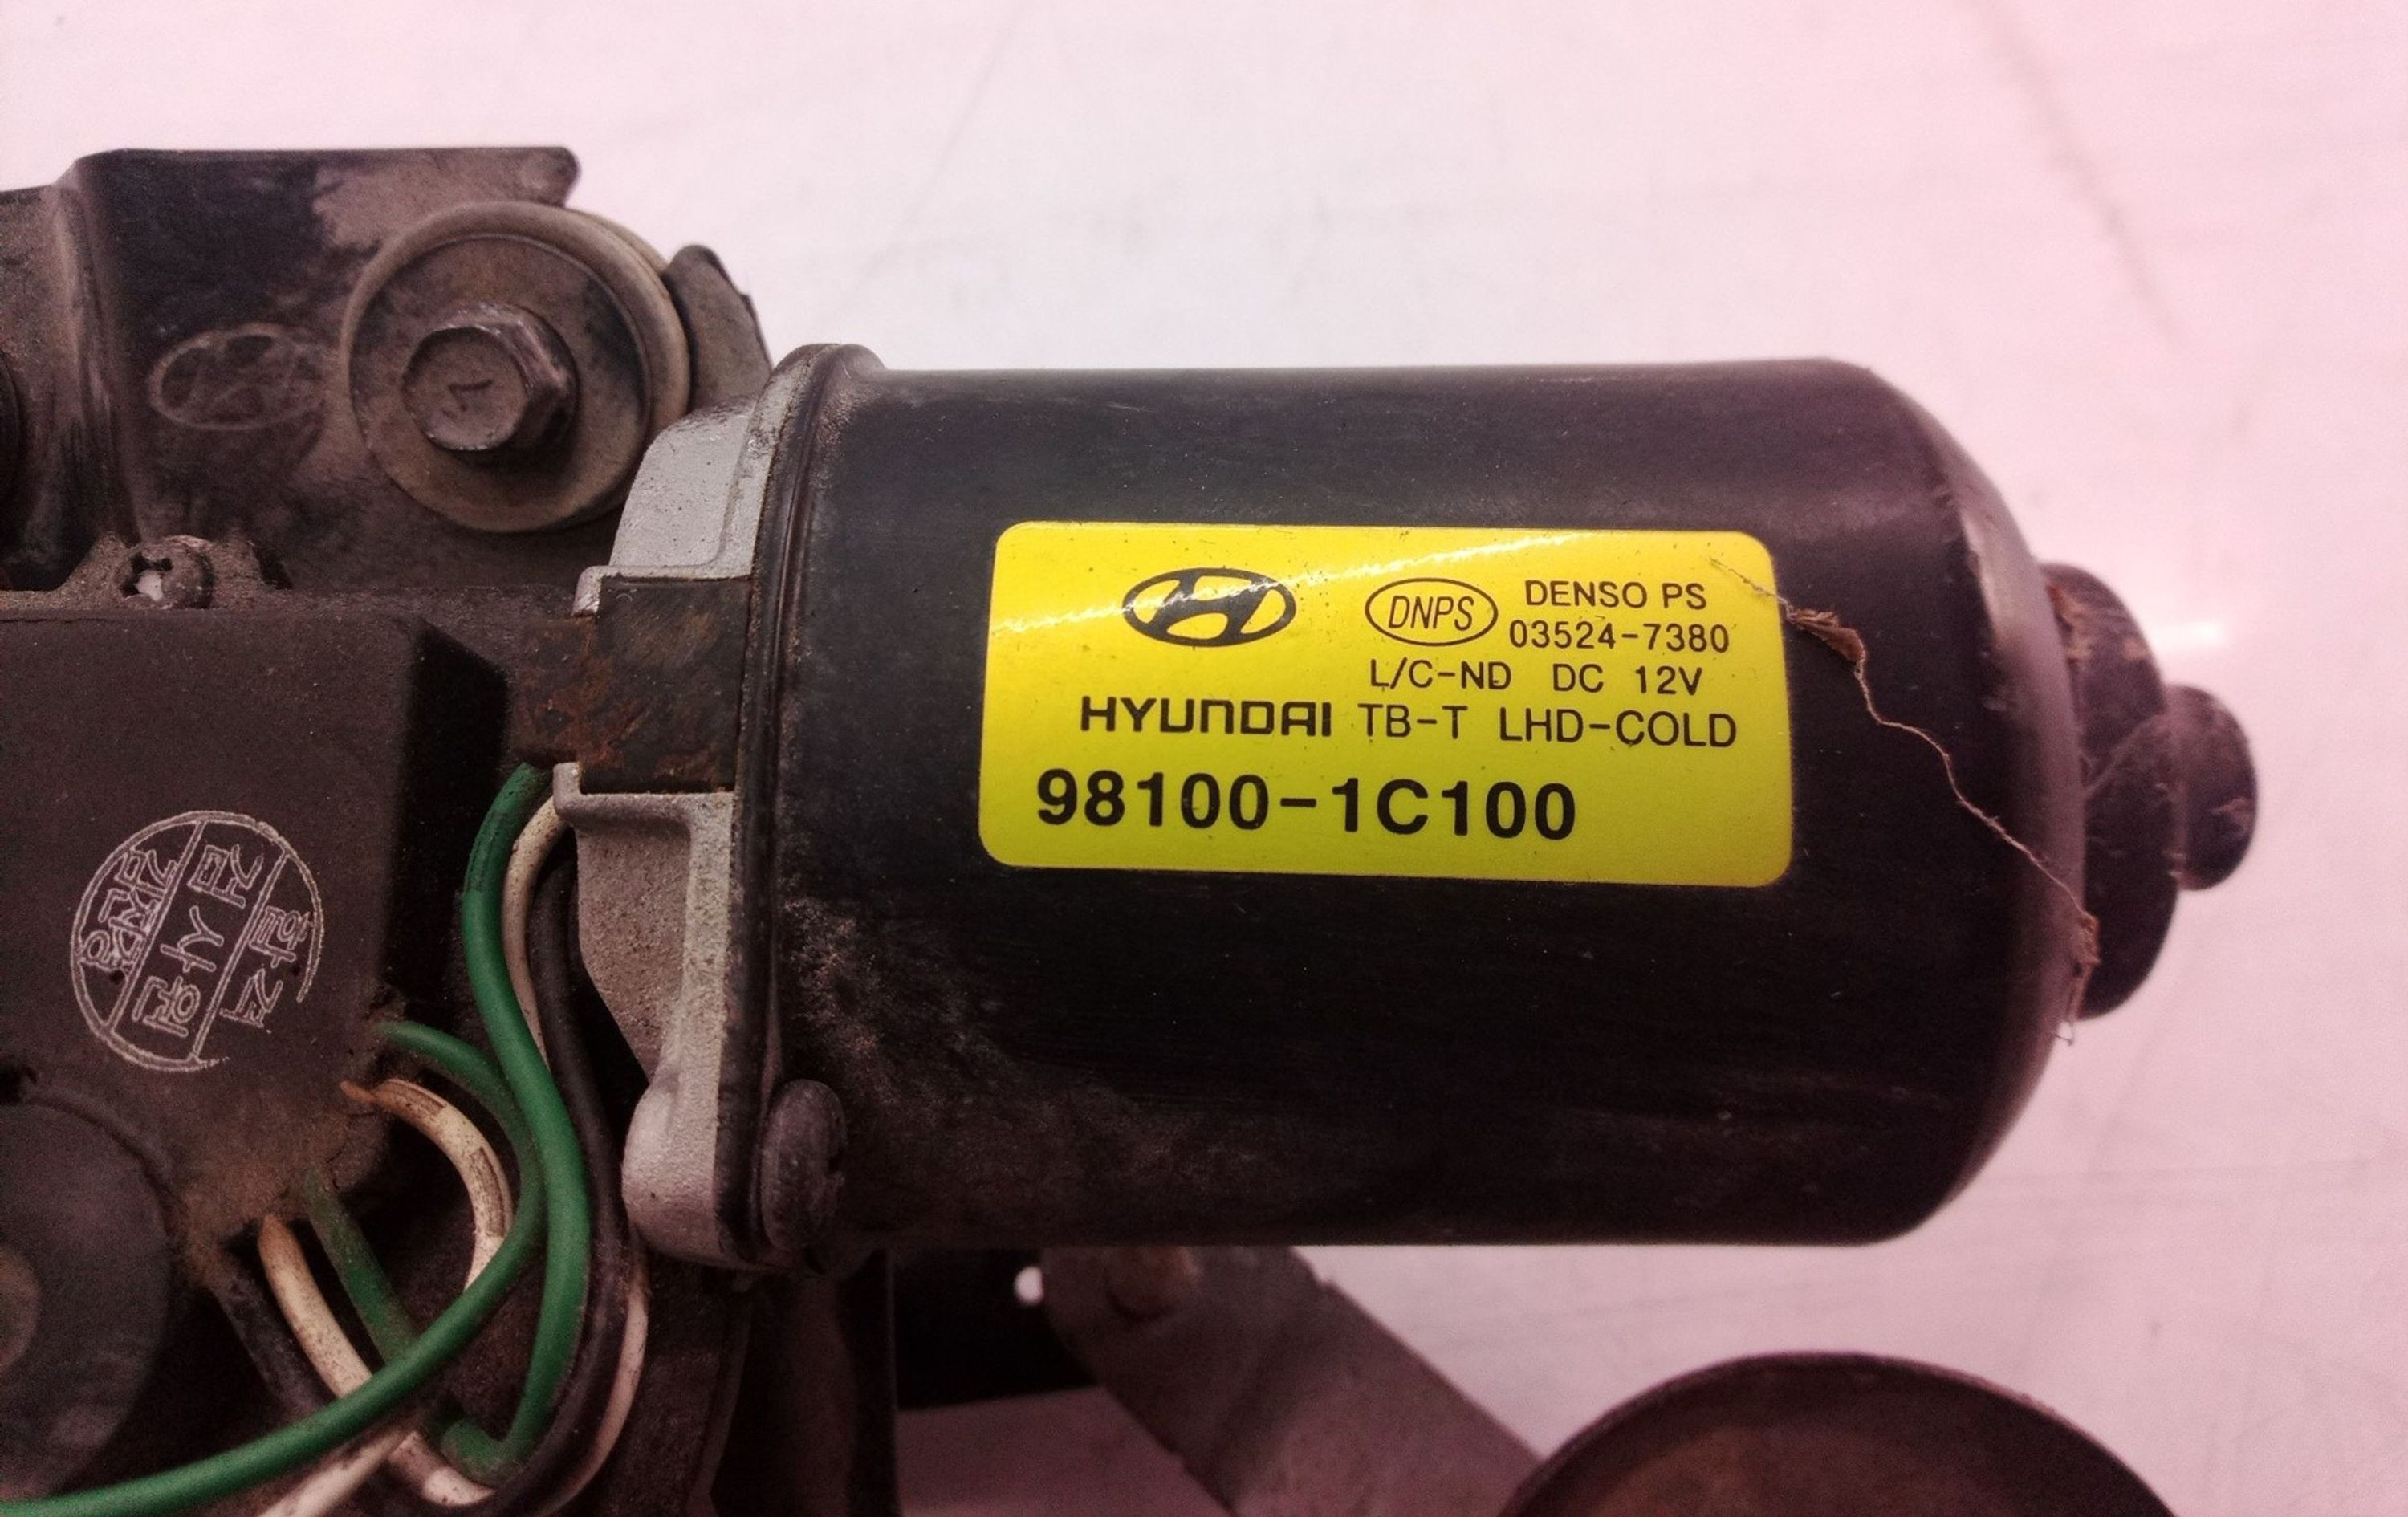 DNPS
DENSO PS
03524-7380
L/C-ND DC 12V
HYUNDAI TB-T LHD-COLD
98100-1C100